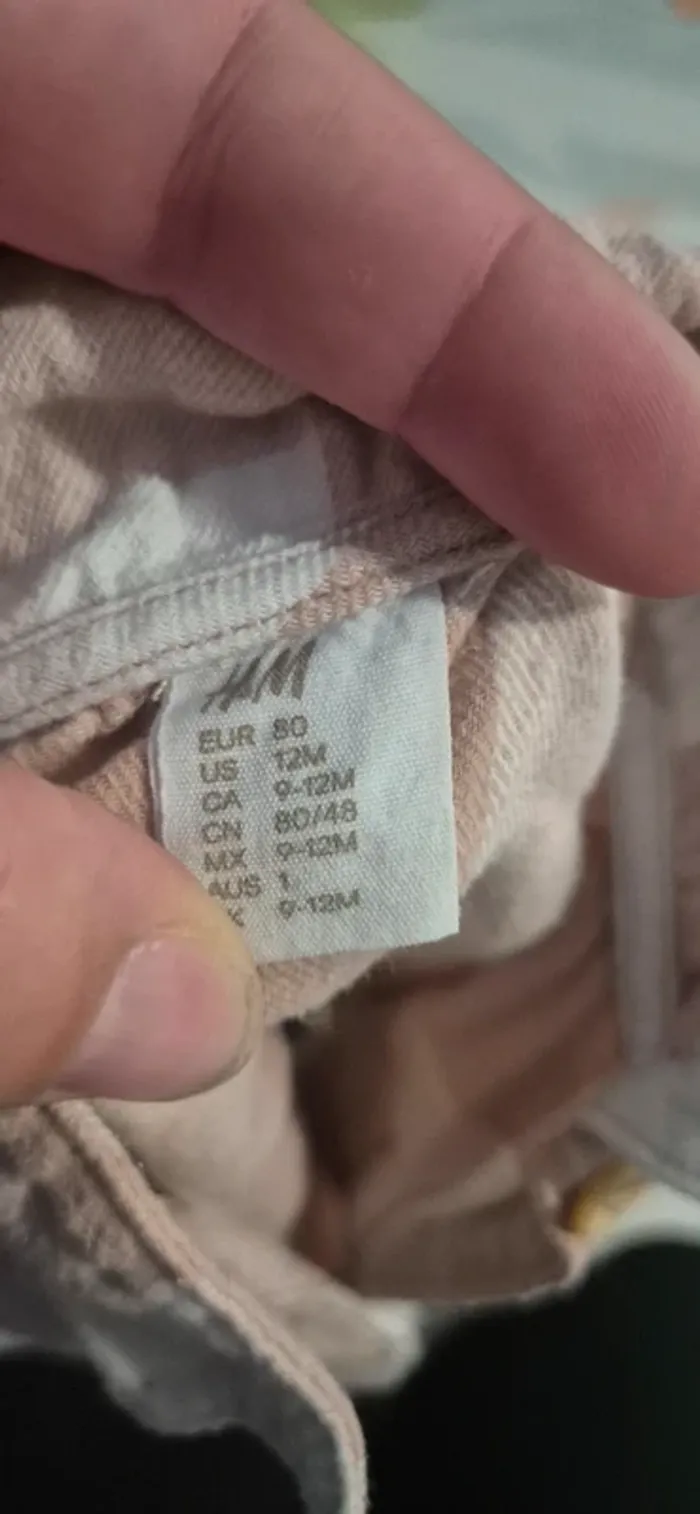 H&M
EUR 80
US 12M
CA 9-12M
CN 80/48
MX 9-12M
AUS 1
K 9-12M